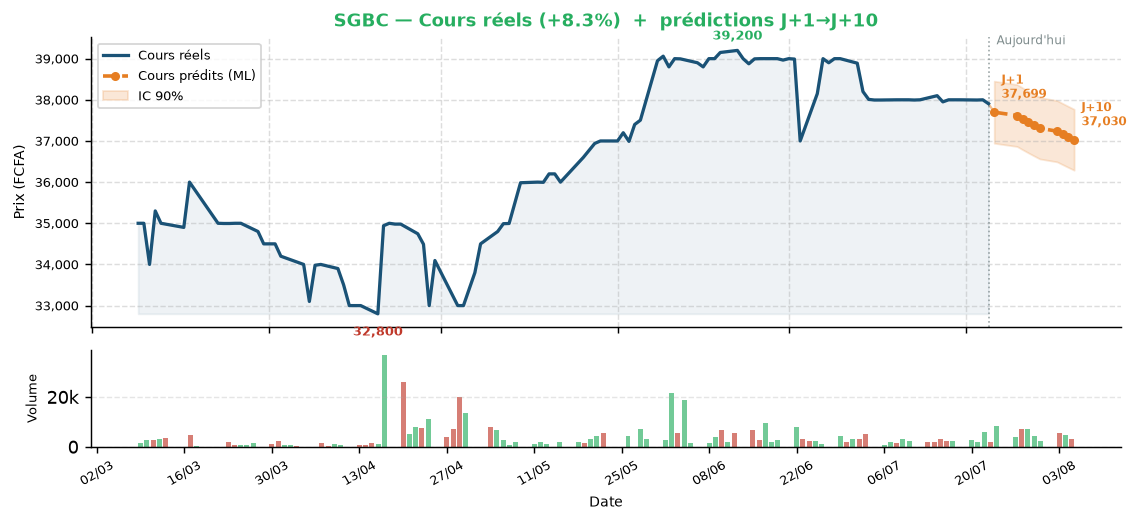 SGBC — Cours réels (+8.3%)  +  prédictions J+1→J+10
39,200
Aujourd'hui
Cours réels
Cours prédits (ML)
IC 90%
J+1
37,699
J+10
37,030
32,800
Prix (FCFA)
39,000
38,000
37,000
36,000
35,000
34,000
33,000
Volume
20k
0
02/03
16/03
30/03
13/04
27/04
11/05
25/05
08/06
22/06
06/07
20/07
03/08
Date